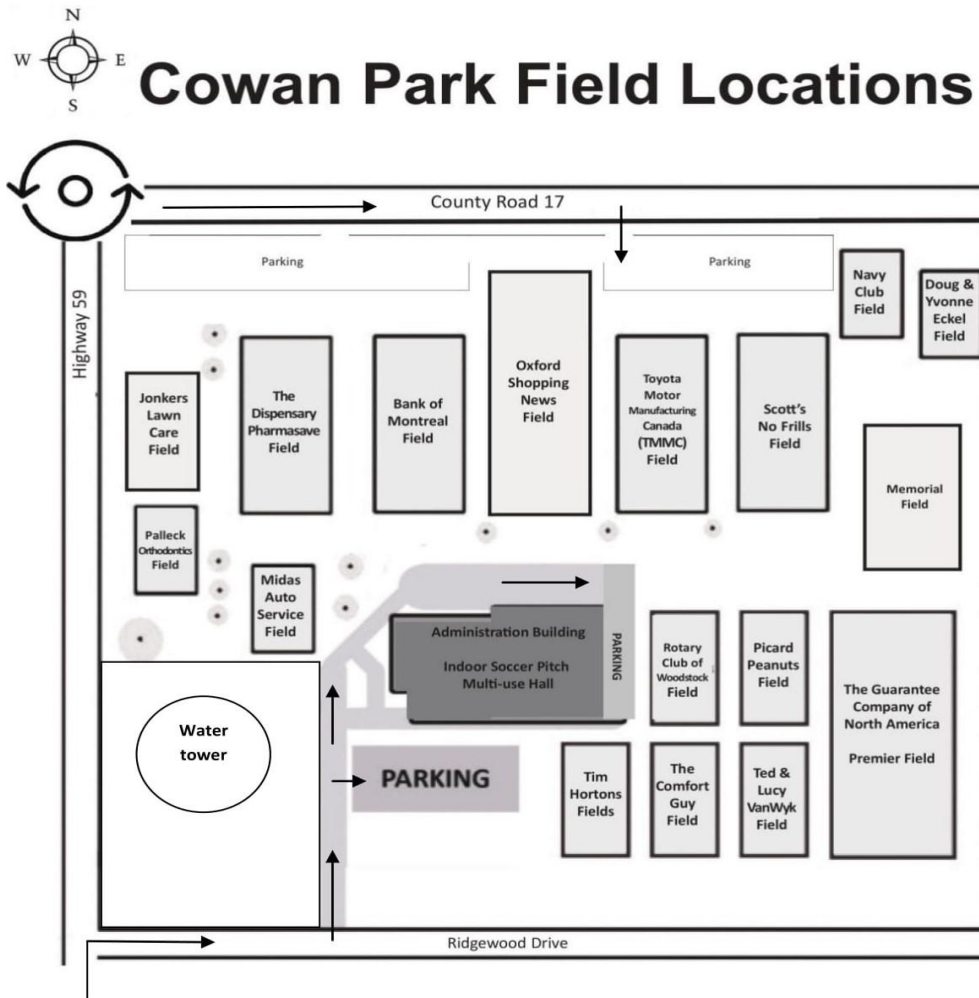 N
W E
S
Cowan Park Field Locations
County Road 17
Highway 59
Parking
Parking
Navy
Club
Field
Doug &
Yvonne
Eckel
Field
Jonkers
Lawn
Care
Field
The
Dispensary
Pharmasave
Field
Bank of
Montreal
Field
Oxford
Shopping
News
Field
Toyota
Motor
Manufacturing
Canada
(TMMC)
Field
Scott's
No Frills
Field
Memorial
Field
Palleck
Orthodontics
Field
Midas
Auto
Service
Field
Administration Building
Indoor Soccer Pitch
Multi-use Hall
PARKING
Rotary
Club of
Woodstock
Field
Picard
Peanuts
Field
The Guarantee
Company of
North America
Premier Field
Water
tower
PARKING
Tim
Hortons
Fields
The
Comfort
Guy
Field
Ted &
Lucy
VanWyk
Field
Ridgewood Drive